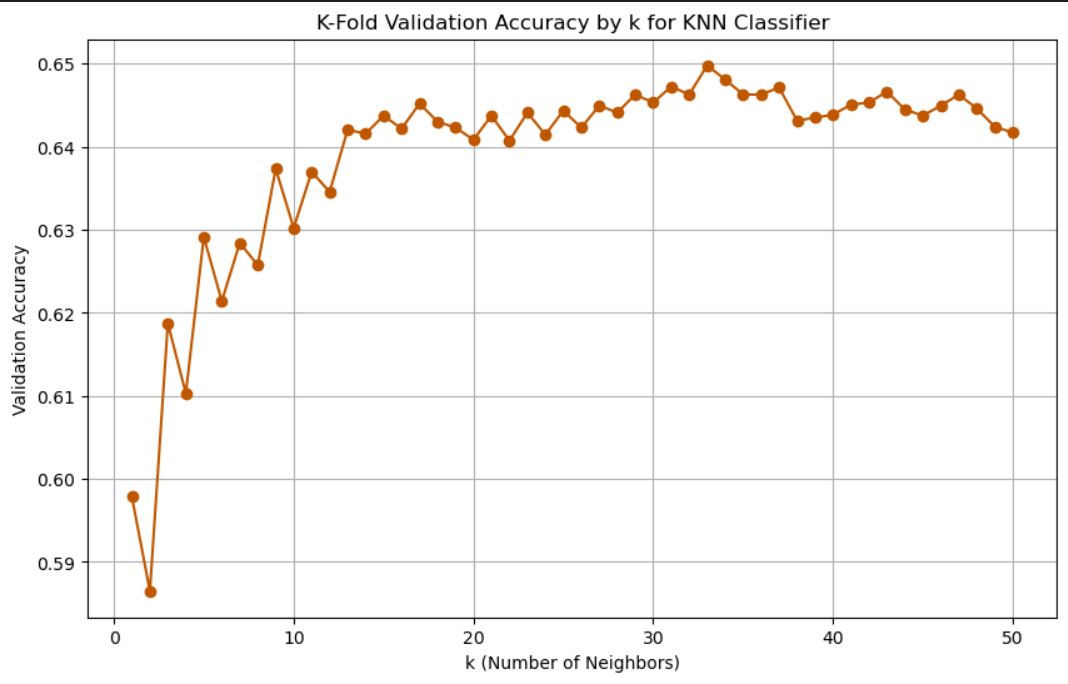 K-Fold Validation Accuracy by k for KNN Classifier
0.65
0.64
0.63
0.62
0.61
0.60
0.59
Validation Accuracy
0 10 20 30 40 50
k (Number of Neighbors)